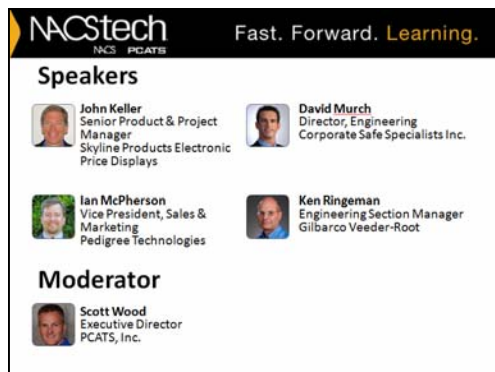 NACStech
NACS PCATS
Fast. Forward. Learning.
Speakers
John Keller
Senior Product & Project
Manager
Skyline Products Electronic
Price Displays
David Murch
Director, Engineering
Corporate Safe Specialists Inc.
Ian McPherson
Vice President, Sales &
Marketing
Pedigree Technologies
Ken Ringeman
Engineering Section Manager
Gilbarco Veeder-Root
Moderator
Scott Wood
Executive Director
PCATS, Inc.